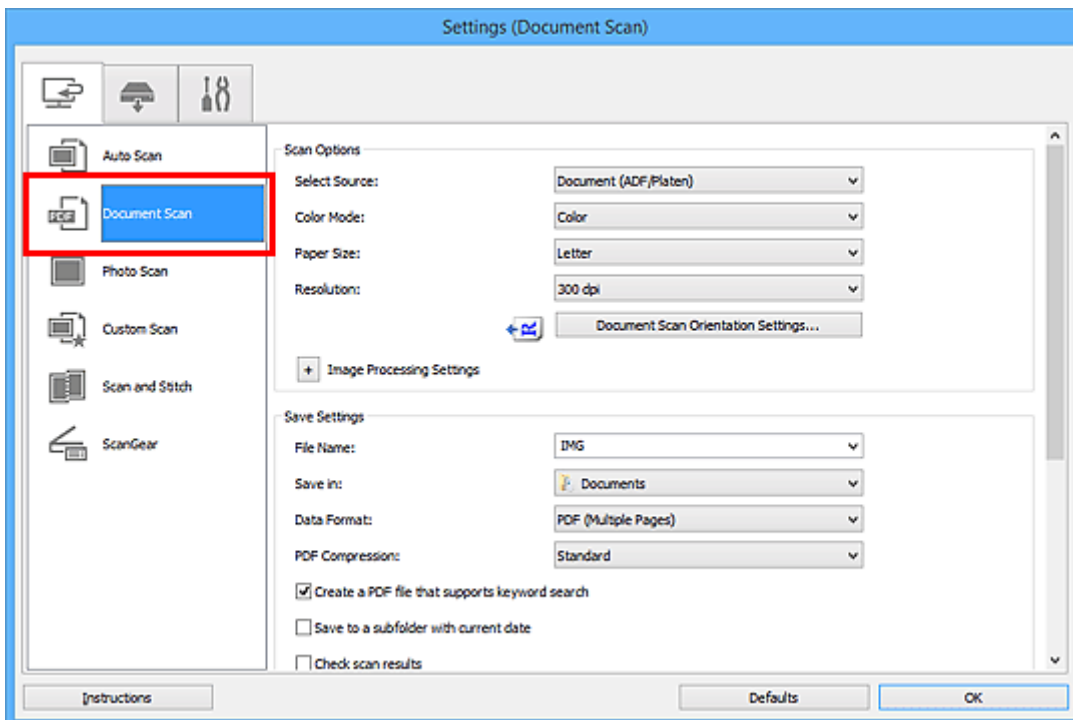 Settings (Document Scan)
Auto Scan
PDF
Document Scan
Photo Scan
Custom Scan
Scan and Stitch
ScanGear
Scan Options
Select Source: Document (ADF/Platen)
Color Mode: Color
Paper Size: Letter
Resolution: 300 dpi
R Document Scan Orientation Settings...
+ Image Processing Settings
Save Settings
File Name: IMG
Save in: Documents
Data Format: PDF (Multiple Pages)
PDF Compression: Standard
Create a PDF file that supports keyword search
Save to a subfolder with current date
Check scan results
Instructions Defaults OK